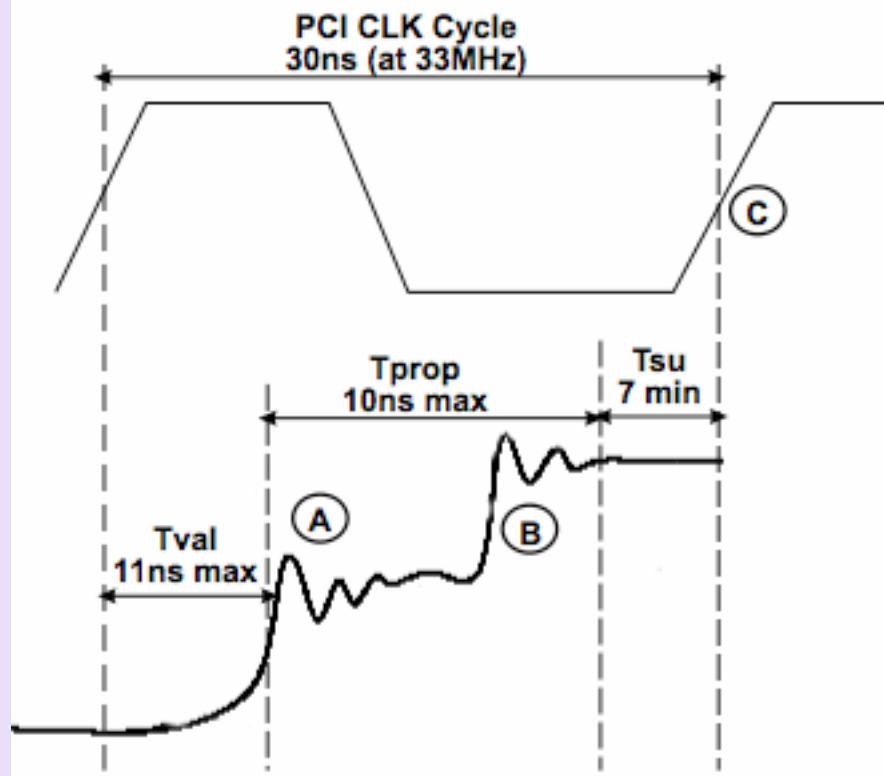 PCI CLK Cycle
30ns (at 33MHz)
C
Tprop
10ns max
Tsu
7 min
A
B
Tval
11ns max